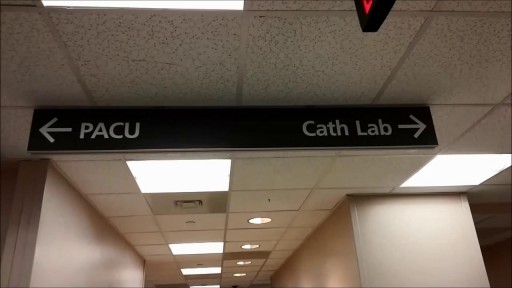 ← PACU Cath Lab →